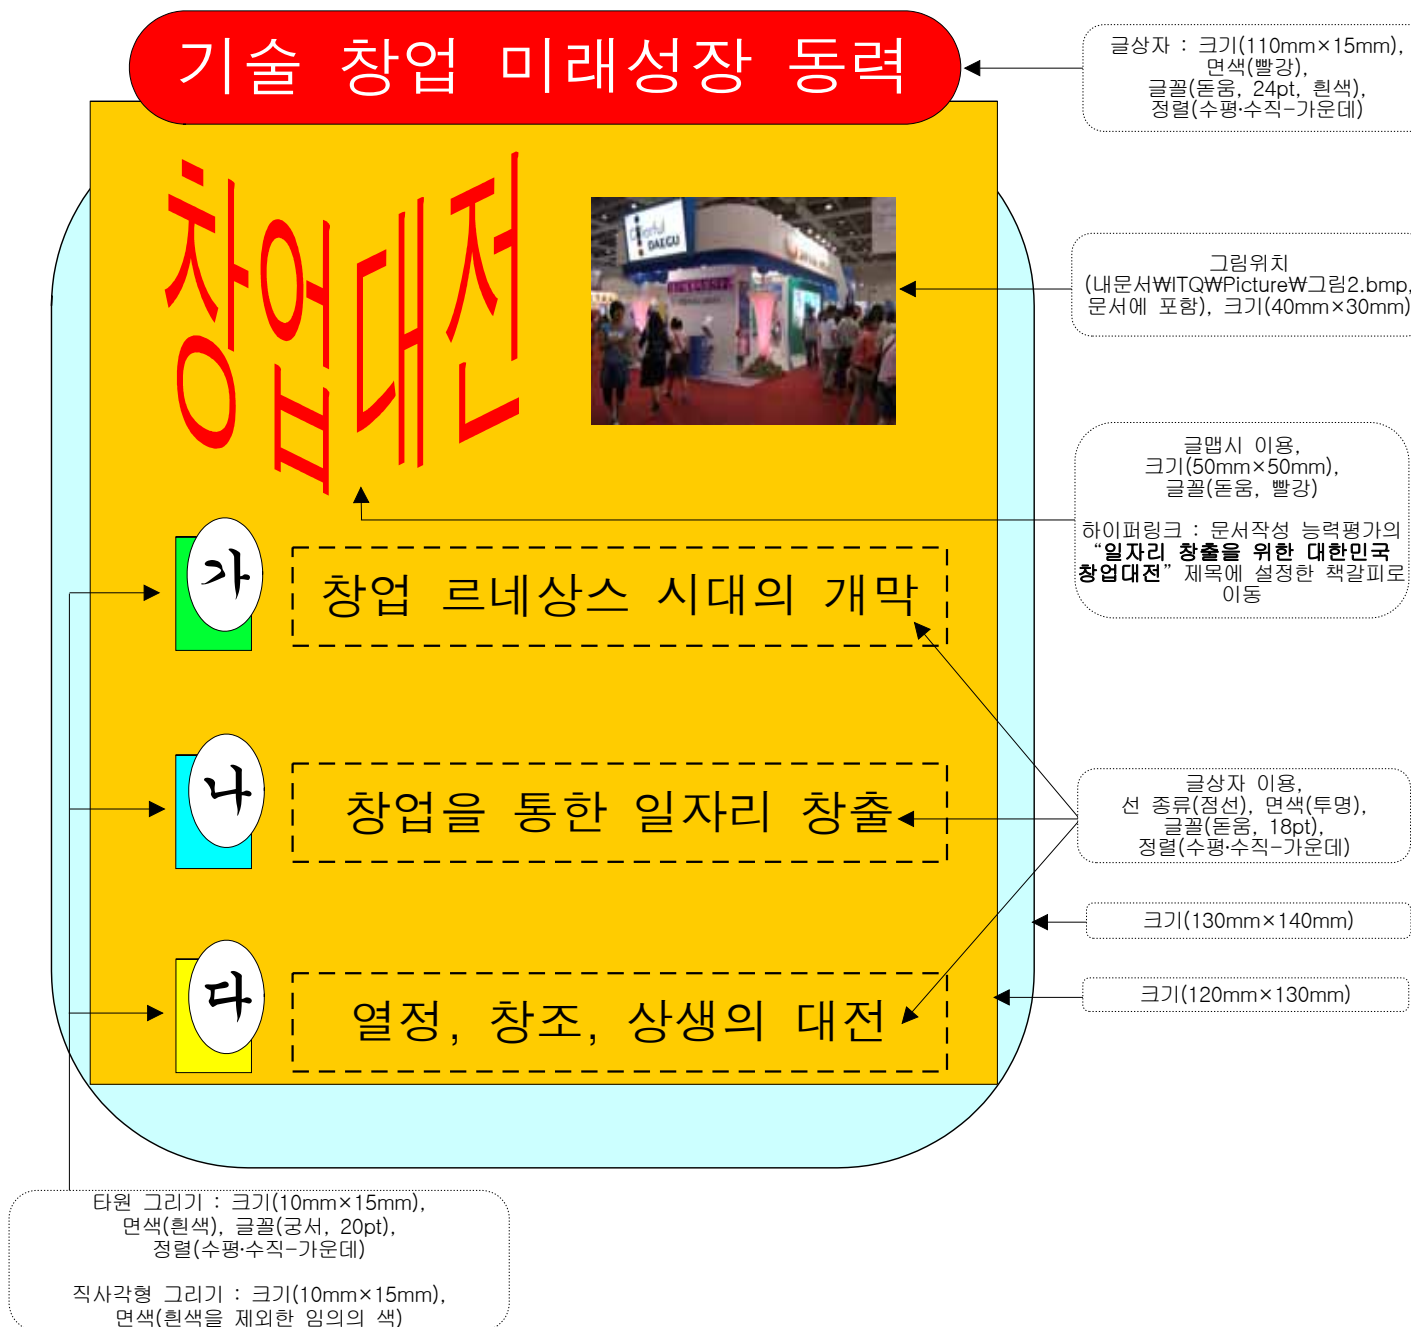 기술 창업 미래성장 동력
글상자 : 크기(110mm×15mm),
면색(빨강),
글꼴(돋움, 24pt, 흰색),
정렬(수평·수직-가운데)
창업대전
DAEGU
그림위치
(내문서₩ITQ₩Picture₩그림2.bmp,
문서에 포함), 크기(40mm×30mm)
글맵시 이용,
크기(50mm×50mm),
글꼴(돋움, 빨강)
하이퍼링크 : 문서작성 능력평가의
“일자리 창출을 위한 대한민국
창업대전” 제목에 설정한 책갈피로
이동
가
창업 르네상스 시대의 개막
나
창업을 통한 일자리 창출
글상자 이용,
선 종류(점선), 면색(투명),
글꼴(돋움, 18pt),
정렬(수평·수직-가운데)
크기(130mm×140mm)
다
열정, 창조, 상생의 대전
크기(120mm×130mm)
타원 그리기 : 크기(10mm×15mm),
면색(흰색), 글꼴(궁서, 20pt),
정렬(수평·수직-가운데)
직사각형 그리기 : 크기(10mm×15mm),
면색(흰색을 제외한 임의의 색)